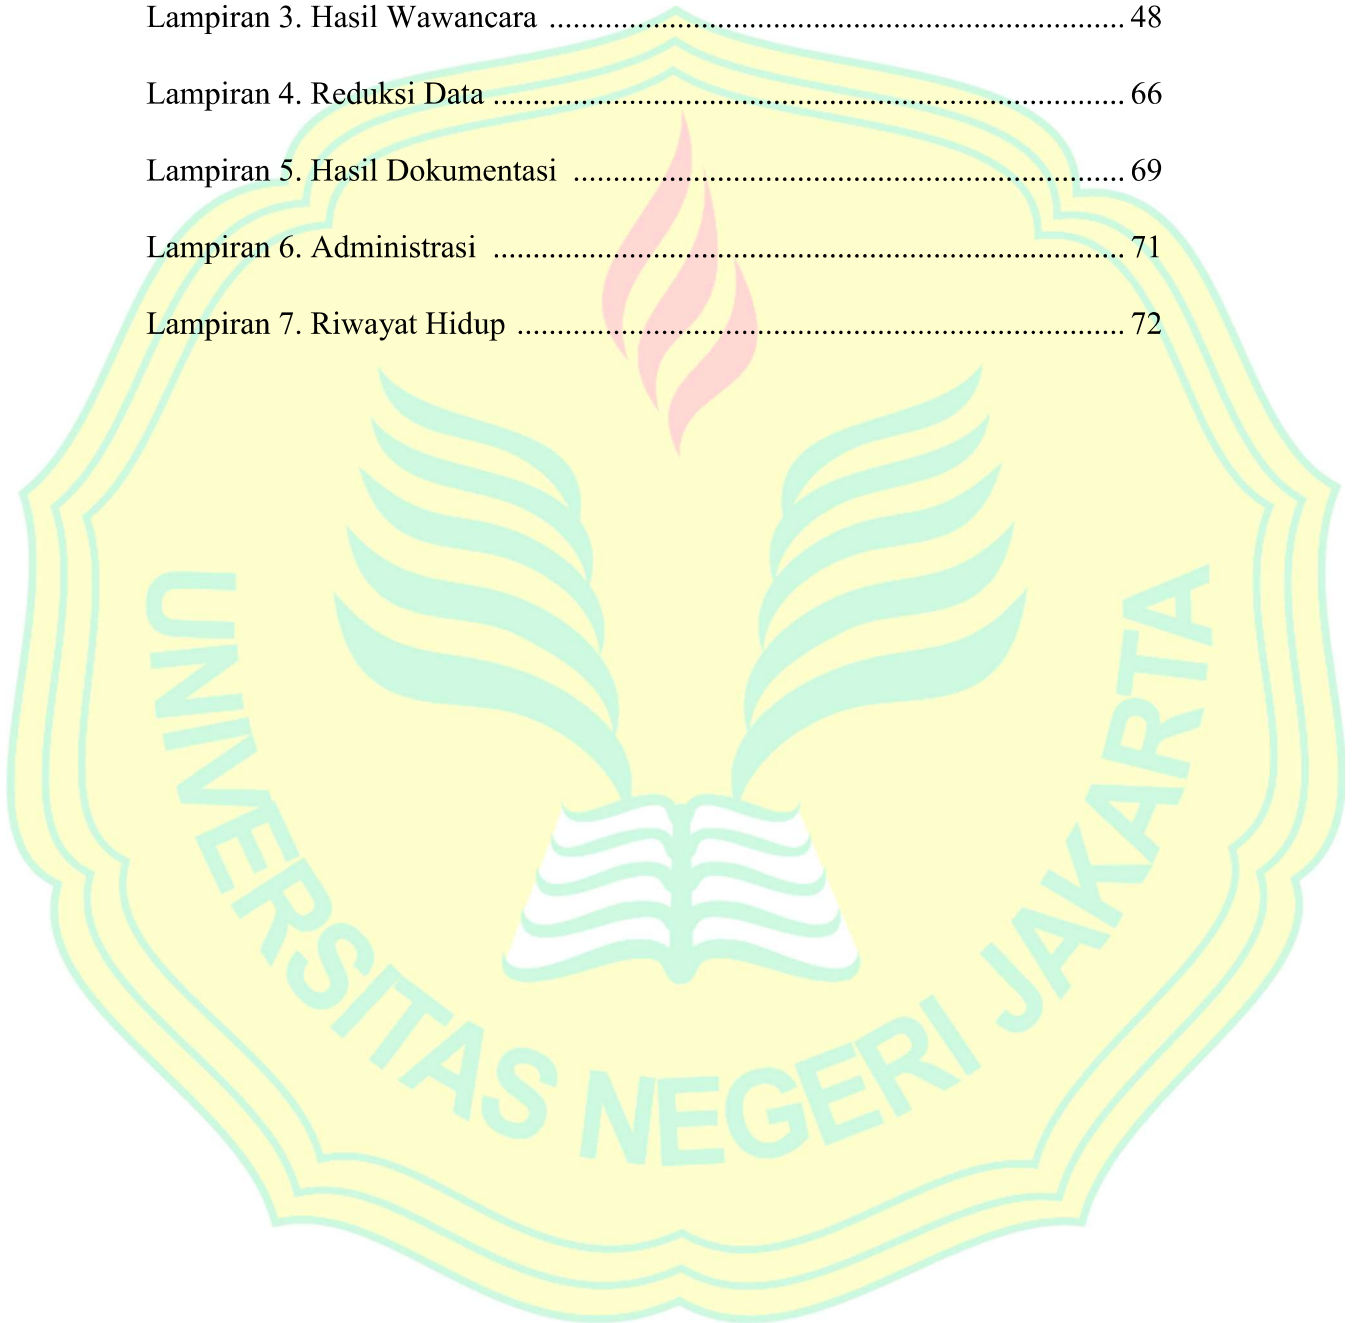 Lampiran 3. Hasil Wawancara ........................................................................ 48
Lampiran 4. Reduksi Data ............................................................................... 66
Lampiran 5. Hasil Dokumentasi ..................................................................... 69
Lampiran 6. Administrasi ............................................................................... 71
Lampiran 7. Riwayat Hidup ............................................................................ 72
UNIVERSITAS NEGERI JAKARTA